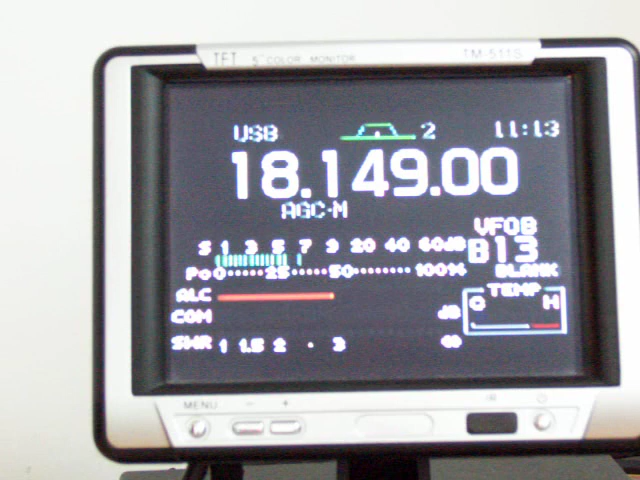 TFT 5" COLOR MONITOR TM-511S
USB 2 11:13
18.149.00
AGC-M
VFOB
S 1 3 5 7 9 20 40 60dB
B13
Po 0 25 50 100%
BLANK
ALC
TEMP
C H
COM dB
SWR 1 1.5 2 3 ∞
MENU - +